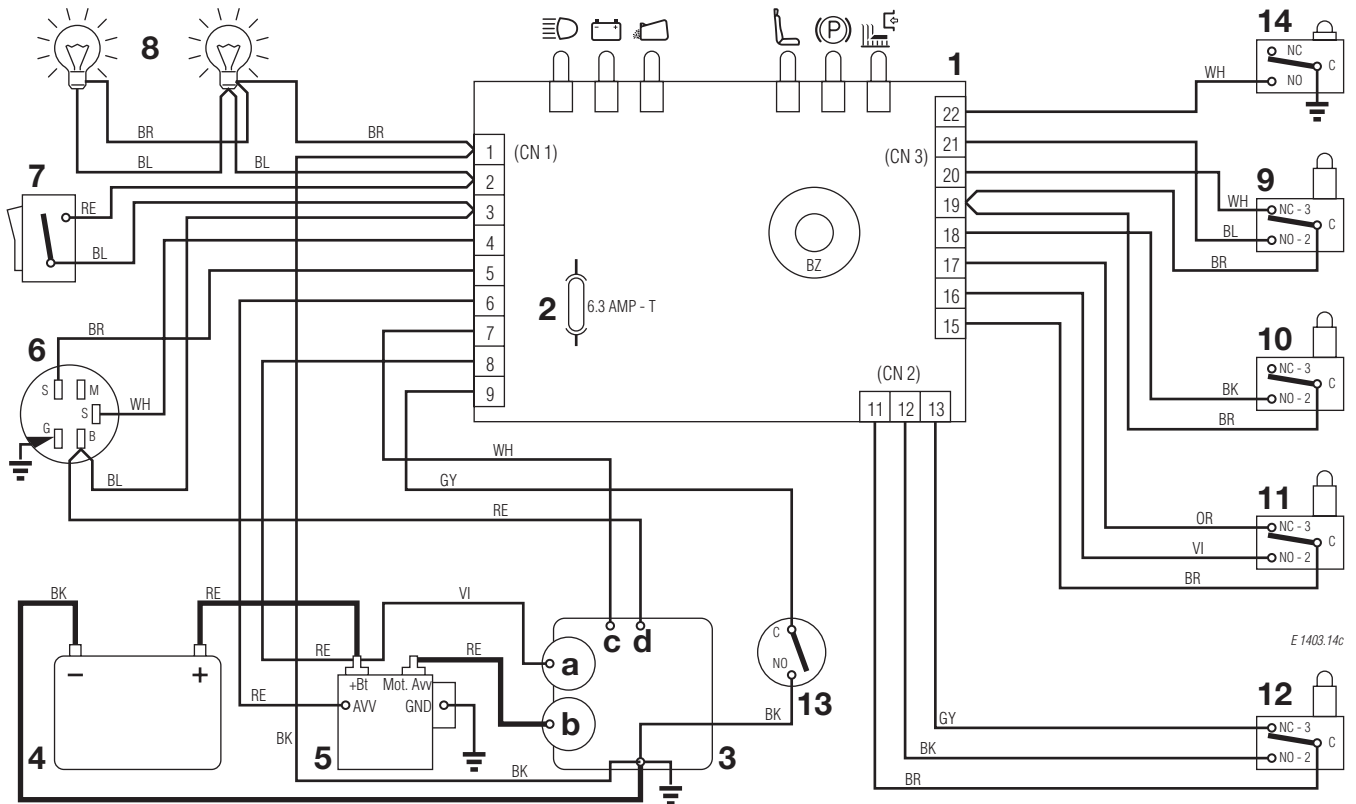 8
1
14
NC
C
NO
WH
BR
BR
BL
BL
(CN 1)
(CN 3)
(CN 2)
1
2
3
4
5
6
7
8
9
22
21
20
19
18
17
16
15
11
12
13
BZ
2
6.3 AMP - T
7
RE
BL
6
BR
S
M
S
WH
G
B
BL
9
WH
NC - 3
C
BL
NO - 2
BR
10
NC - 3
C
BK
NO - 2
BR
11
OR
NC - 3
C
VI
NO - 2
BR
E 1403.14c
12
GY
NC - 3
C
BK
NO - 2
BR
WH
GY
RE
BK
RE
VI
RE
RE
–
+
4
+Bt
Mot. Avv
RE
AVV
GND
5
BK
BK
a
b
c
d
3
C
NO
13
BK
P